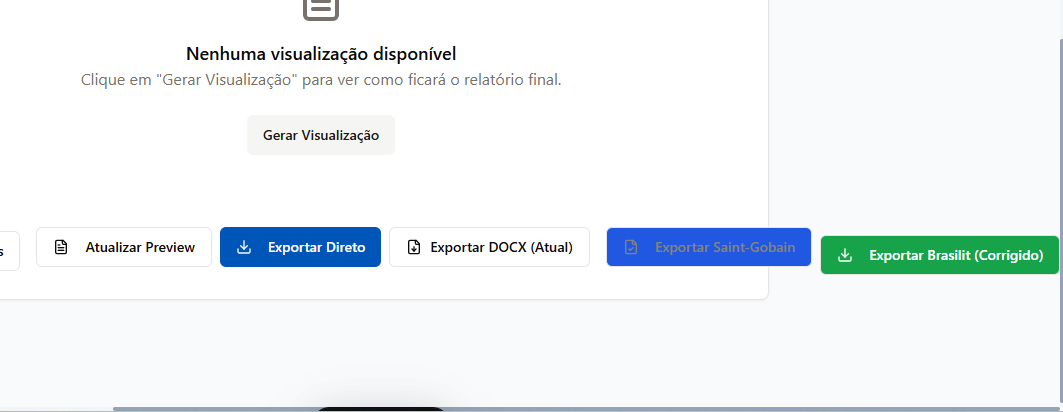 Nenhuma visualização disponível
Clique em "Gerar Visualização" para ver como ficará o relatório final.
Gerar Visualização
s
Atualizar Preview
Exportar Direto
Exportar DOCX (Atual)
Exportar Saint-Gobain
Exportar Brasilit (Corrigido)